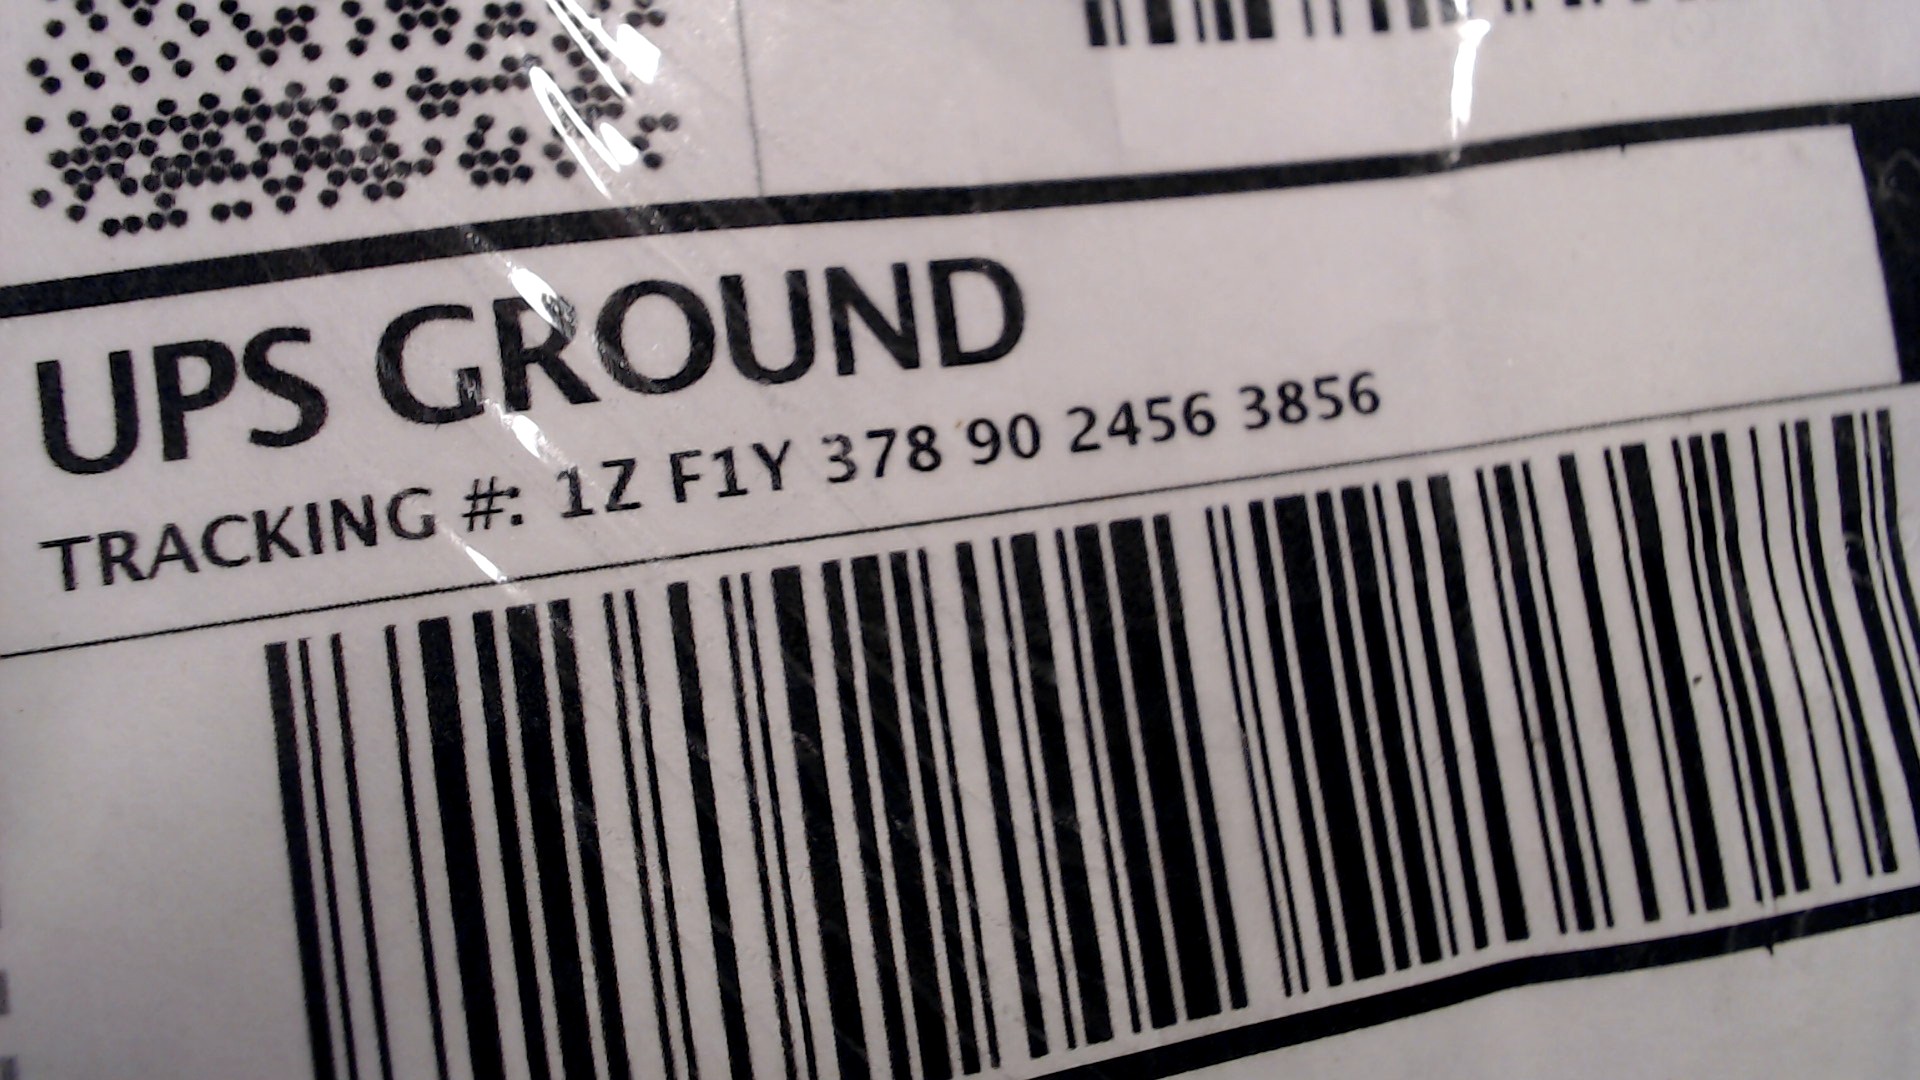 UPS GROUND
TRACKING #: 1Z F1Y 378 90 2456 3856